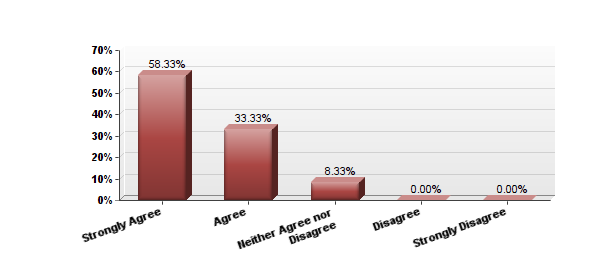 70%
60%
50%
40%
30%
20%
10%
0%
58.33%
33.33%
8.33%
0.00%
0.00%
Strongly Agree
Agree
Neither Agree nor
Disagree
Disagree
Strongly Disagree